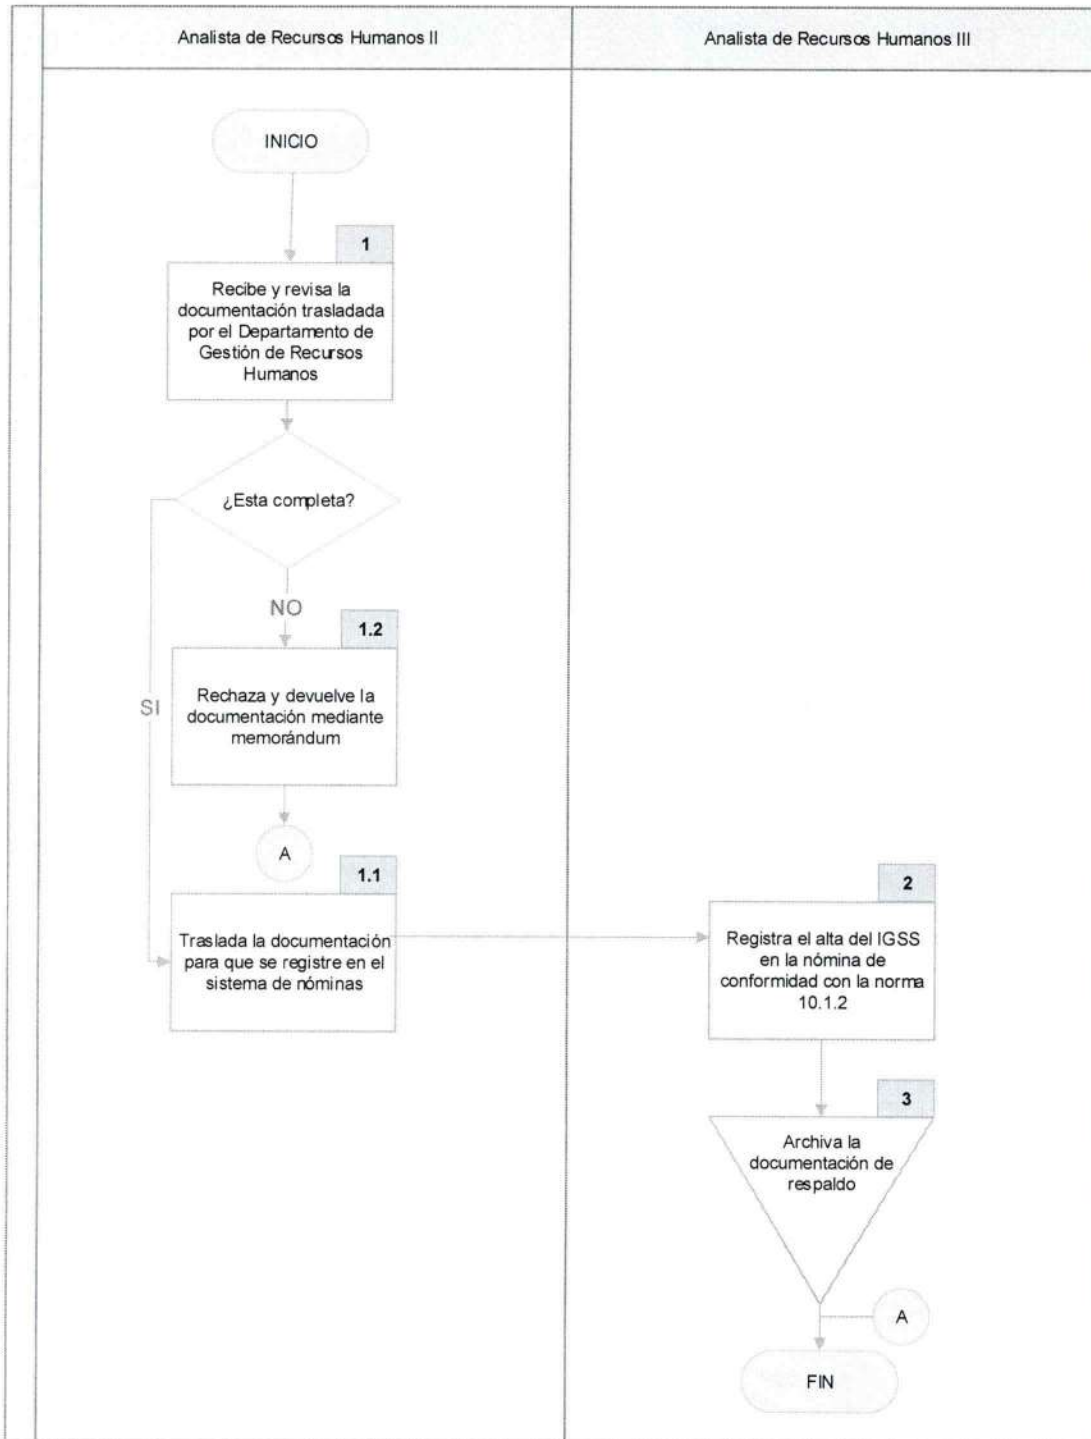 Analista de Recursos Humanos II
Analista de Recursos Humanos III
INICIO
1
Recibe y revisa la
documentación trasladada
por el Departamento de
Gestión de Recursos
Humanos
¿Esta completa?
NO
SI
1.2
Rechaza y devuelve la
documentación mediante
memorándum
A
1.1
Traslada la documentación
para que se registre en el
sistema de nóminas
2
Registra el alta del IGSS
en la nómina de
conformidad con la norma
10.1.2
3
Archiva la
documentación de
respaldo
A
FIN